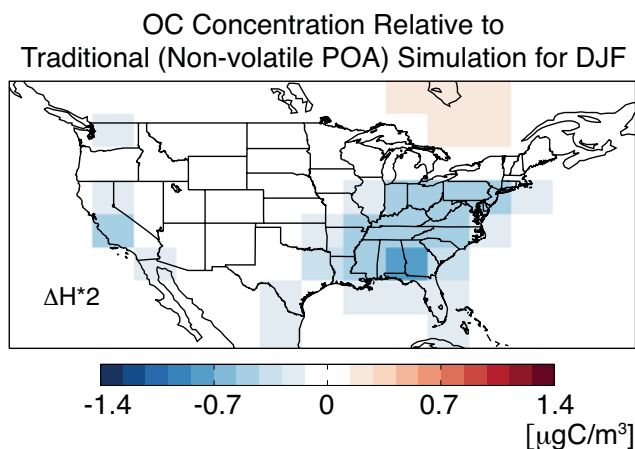 OC Concentration Relative to
Traditional (Non-volatile POA) Simulation for DJF
ΔH*2
-1.4 -0.7 0 0.7 1.4
[µgC/m³]